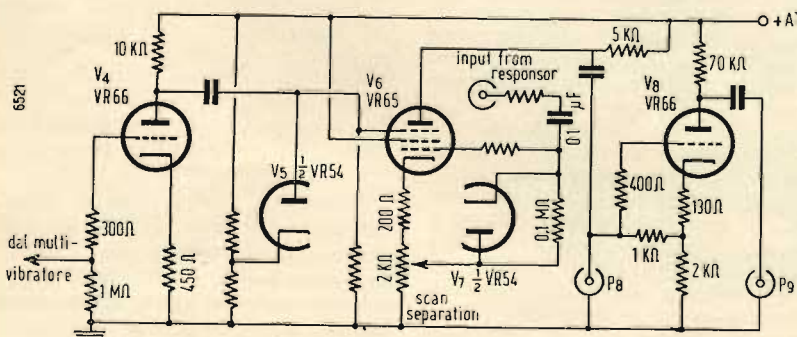 6521
10 KΩ
V4
VR66
300Ω
dal multi-
vibratore
1 MΩ
450 Ω
V5 ½ VR54
V6
VR65
input from
responsor
0.1 µF
5 KΩ
200 Ω
2 KΩ
scan
separation
0,1 MΩ
V7 ½ VR54
+A
70 KΩ
V8
VR66
400Ω
130Ω
1 KΩ
2 KΩ
P8
P9